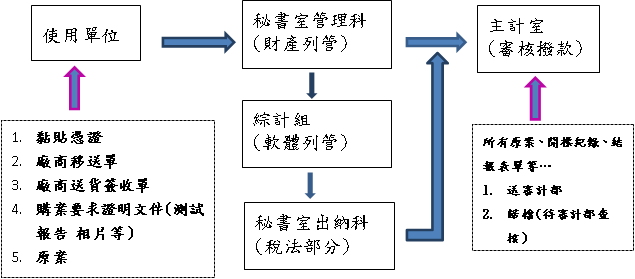 使用單位
秘書室管理科
(財產列管)
主計室
(審核撥款)
綜計組
(軟體列管)
秘書室出納科
(稅法部分)
1. 黏貼憑證
2. 廠商移送單
3. 廠商送貨簽收單
4. 購案要求證明文件(測試
報告 相片等)
5. 原案
所有原案、開標紀錄、結
報表單等…
1. 送審計部
2. 歸檔(待審計部查
核)